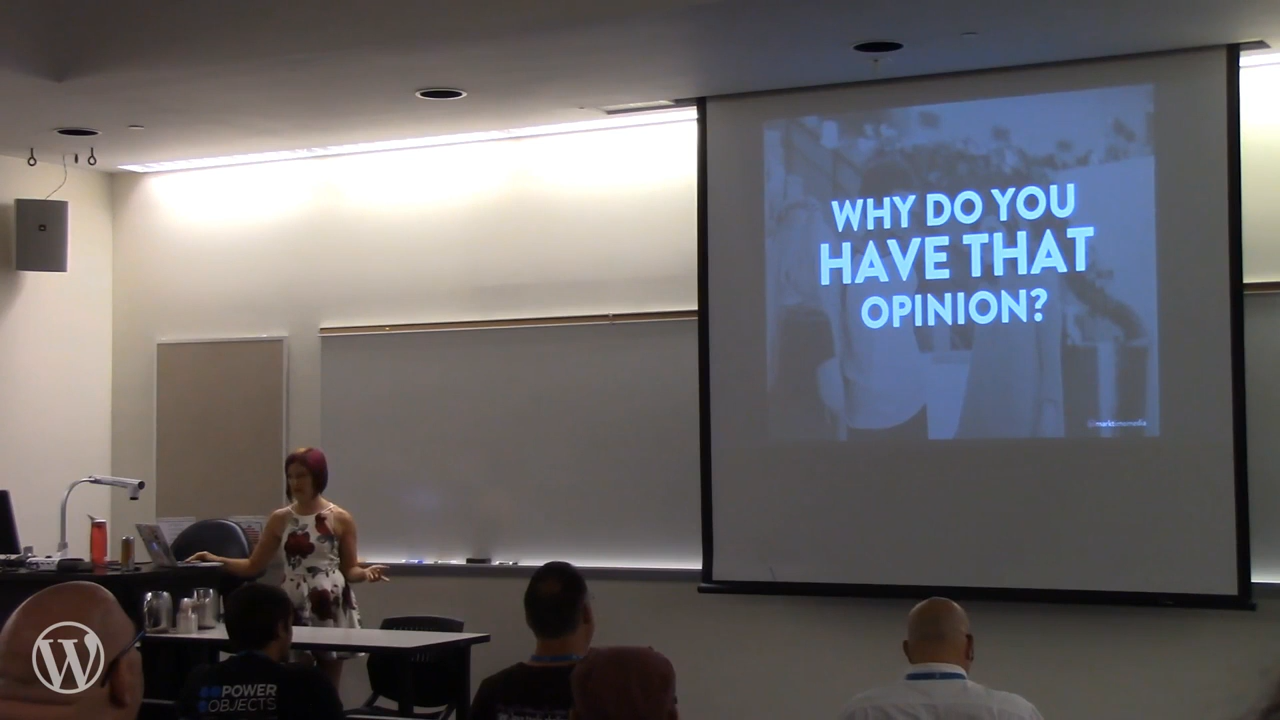 WHY DO YOU
HAVE THAT
OPINION?
POWER
OBJECTS